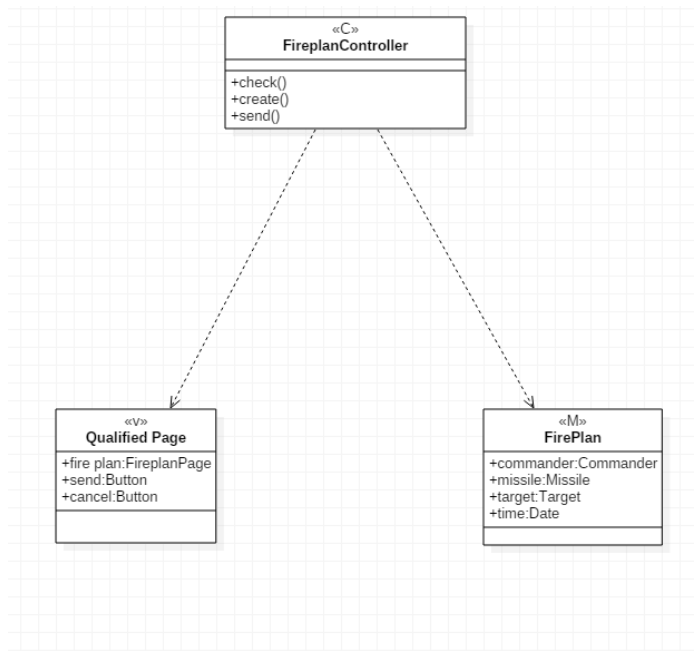 «C»
FireplanController
+check()
+create()
+send()
«v»
Qualified Page
+fire plan:FireplanPage
+send:Button
+cancel:Button
«M»
FirePlan
+commander:Commander
+missile:Missile
+target:Target
+time:Date